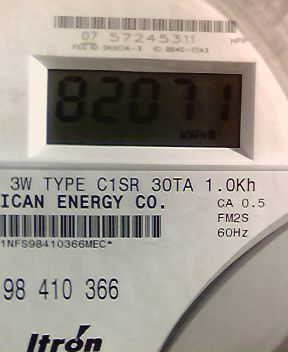 07 57245311
HPP
82071
3W TYPE C1SR 30TA 1.0Kh
ICAN ENERGY CO.
CA 0.5
FM2S
60Hz
1NFS98410366MEC*
98 410 366
Itron